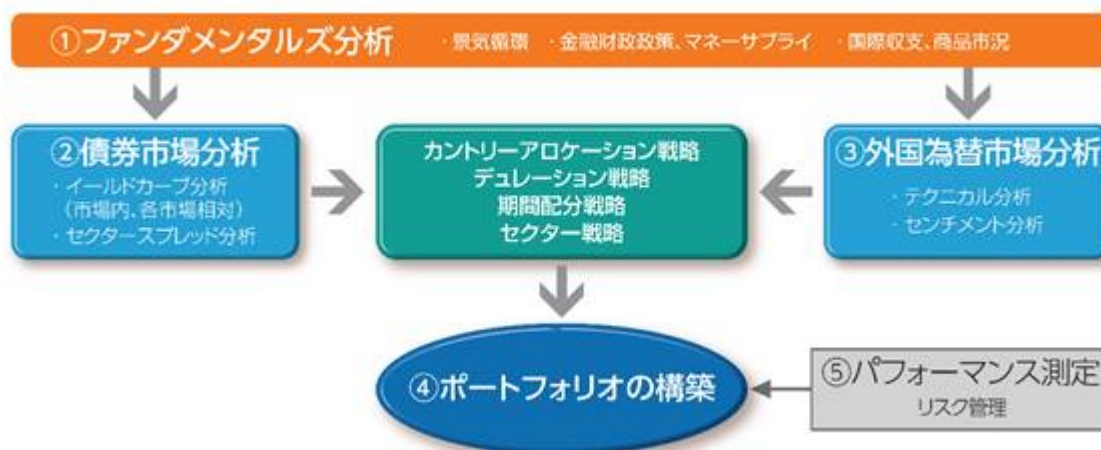 ①ファンダメンタルズ分析 ・景気循環 ・金融財政政策、マネーサプライ ・国際収支、商品市況
②債券市場分析
・イールドカーブ分析
（市場内、各市場相対）
・セクタースプレッド分析
カントリーアロケーション戦略
デュレーション戦略
期間配分戦略
セクター戦略
③外国為替市場分析
・テクニカル分析
・センチメント分析
④ポートフォリオの構築
⑤パフォーマンス測定
リスク管理